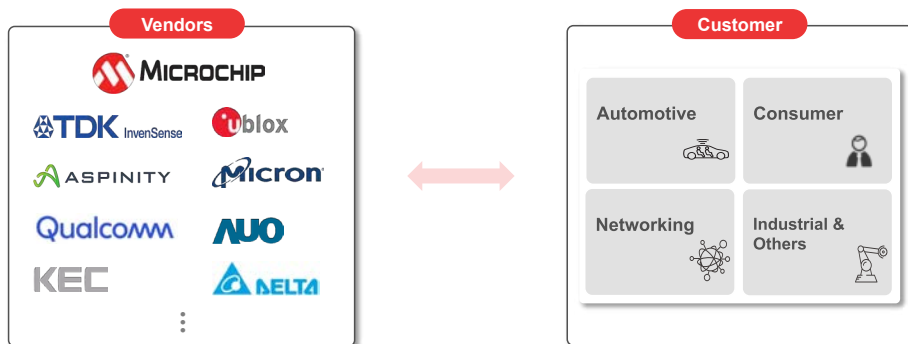 Vendors
MICROCHIP
TDK InvenSense
ublox
ASPINITY
Micron
Qualcomm
AUO
KEC
DELTA
Customer
Automotive
Consumer
Networking
Industrial &
Others